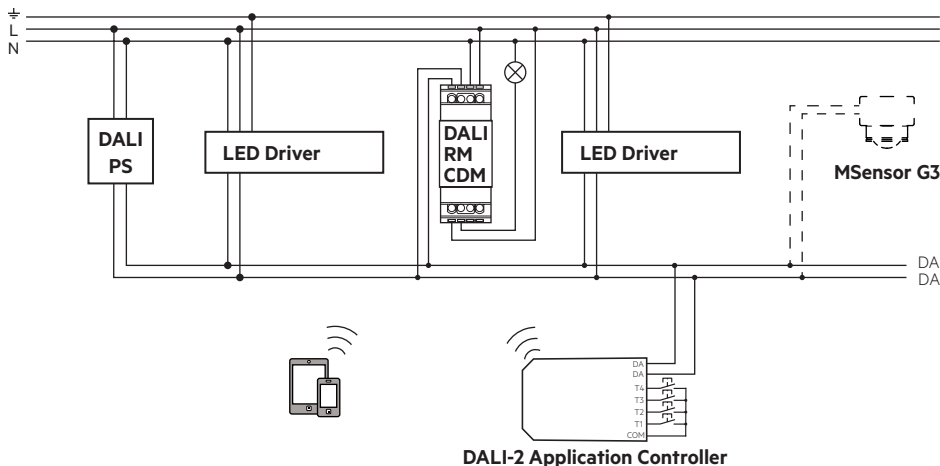 L
N
DALI
PS
LED Driver
DALI
RM
CDM
LED Driver
MSensor G3
DA
DA
DA
DA
T4
T3
T2
T1
COM
DALI-2 Application Controller